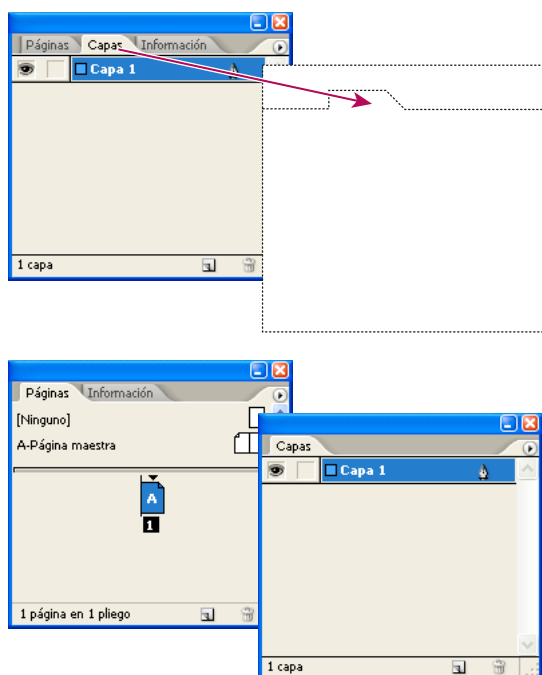 Páginas Capas Información
Capa 1
1 capa
Páginas Información
[Ninguno]
A-Página maestra
A
1
1 página en 1 pliego
Capas
Capa 1
1 capa